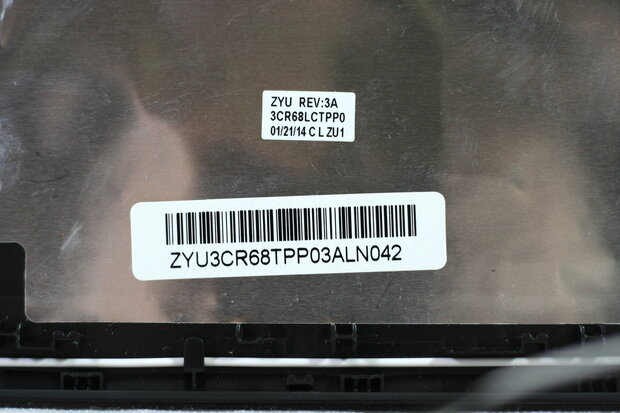 ZYU REV:3A
3CR68LCTPP0
01/21/14 C L ZU1
ZYU3CR68TPP03ALN042